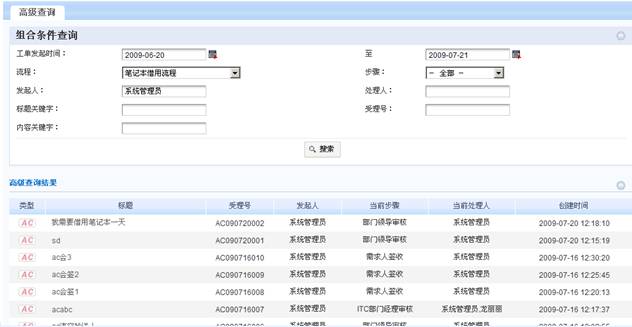 高级查询
组合条件查询
工单发起时间： 2009-06-20 至 2009-07-21
流程： 笔记本借用流程 步骤： － 全部 －
发起人： 系统管理员 处理人：
标题关键字： 受理号：
内容关键字：
搜索
高级查询结果
类型 标题 受理号 发起人 当前步骤 当前处理人 创建时间
AC 我需要借用笔记本一天 AC090720002 系统管理员 部门领导审核 系统管理员 2009-07-20 12:18:10
AC sd AC090720001 系统管理员 部门领导审核 系统管理员 2009-07-20 12:15:19
AC ac会3 AC090716010 系统管理员 需求人签收 系统管理员 2009-07-16 12:30:20
AC ac会签2 AC090716009 系统管理员 需求人签收 系统管理员 2009-07-16 12:25:45
AC ac会签1 AC090716008 系统管理员 需求人签收 系统管理员 2009-07-16 12:20:13
AC acabc AC090716007 系统管理员 ITC部门经理审核 系统管理员,龙丽丽 2009-07-16 12:17:37